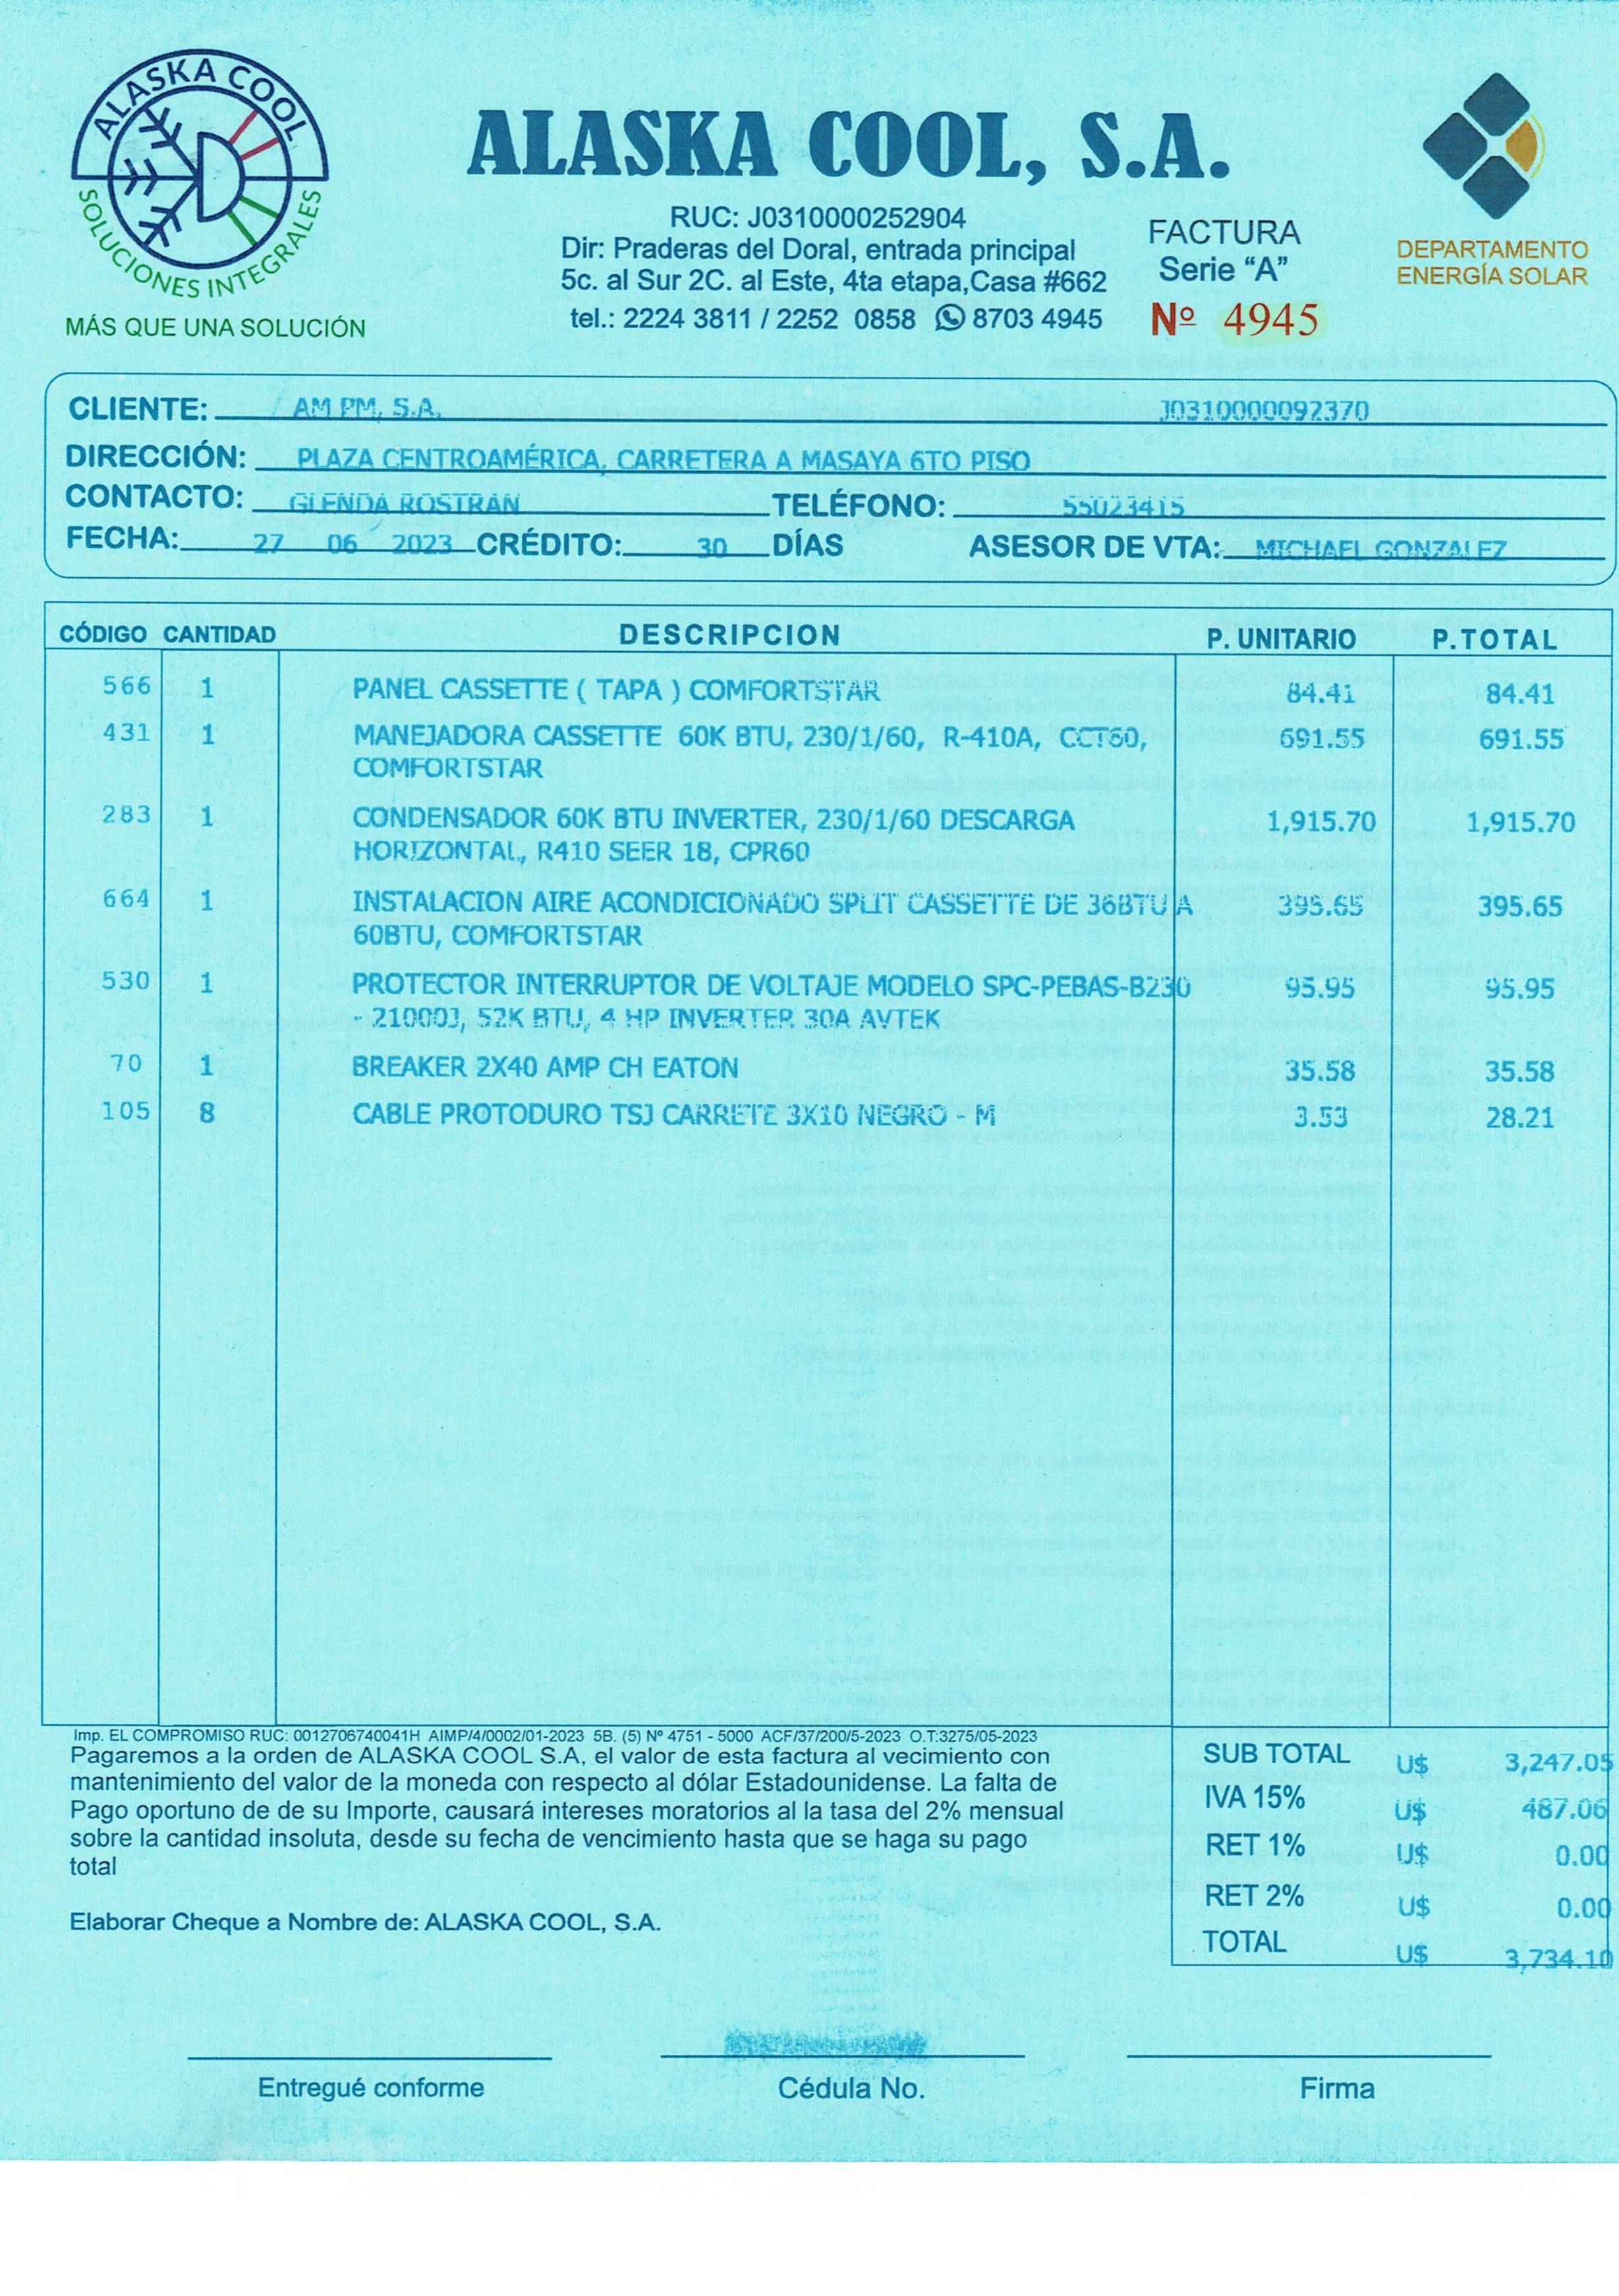 ALASKA COOL
SOLUCIONES INTEGRALES
MÁS QUE UNA SOLUCIÓN
ALASKA COOL, S.A.
RUC: J0310000252904
Dir: Praderas del Doral, entrada principal
5c. al Sur 2C. al Este, 4ta etapa,Casa #662
tel.: 2224 3811 / 2252 0858 8703 4945
FACTURA
Serie “A”
Nº 4945
DEPARTAMENTO
ENERGÍA SOLAR
CLIENTE: AM PM, S.A. J0310000092370
DIRECCIÓN: PLAZA CENTROAMÉRICA, CARRETERA A MASAYA 6TO PISO
CONTACTO: GLENDA ROSTRAN TELÉFONO: 55023415
FECHA: 27 06 2023 CRÉDITO: 30 DÍAS ASESOR DE VTA: MICHAEL GONZALEZ
CÓDIGO CANTIDAD DESCRIPCION P. UNITARIO P.TOTAL
566 1 PANEL CASSETTE ( TAPA ) COMFORTSTAR 84.41 84.41
431 1 MANEJADORA CASSETTE 60K BTU, 230/1/60, R-410A, CCT60, 691.55 691.55
COMFORTSTAR
283 1 CONDENSADOR 60K BTU INVERTER, 230/1/60 DESCARGA 1,915.70 1,915.70
HORIZONTAL, R410 SEER 18, CPR60
664 1 INSTALACION AIRE ACONDICIONADO SPLIT CASSETTE DE 36BTU A 395.65 395.65
60BTU, COMFORTSTAR
530 1 PROTECTOR INTERRUPTOR DE VOLTAJE MODELO SPC-PEBAS-B230 95.95 95.95
- 21000J, 52K BTU, 4 HP INVERTER 30A AVTEK
70 1 BREAKER 2X40 AMP CH EATON 35.58 35.58
105 8 CABLE PROTODURO TSJ CARRETE 3X10 NEGRO - M 3.53 28.21
Imp. EL COMPROMISO RUC: 0012706740041H AIMP/4/0002/01-2023 5B. (5) Nº 4751 - 5000 ACF/37/200/5-2023 O.T:3275/05-2023
Pagaremos a la orden de ALASKA COOL S.A, el valor de esta factura al vecimiento con
mantenimiento del valor de la moneda con respecto al dólar Estadounidense. La falta de
Pago oportuno de de su Importe, causará intereses moratorios al la tasa del 2% mensual
sobre la cantidad insoluta, desde su fecha de vencimiento hasta que se haga su pago
total
Elaborar Cheque a Nombre de: ALASKA COOL, S.A.
SUB TOTAL U$ 3,247.05
IVA 15% U$ 487.06
RET 1% U$ 0.00
RET 2% U$ 0.00
TOTAL U$ 3,734.10
Entregué conforme
Cédula No.
Firma